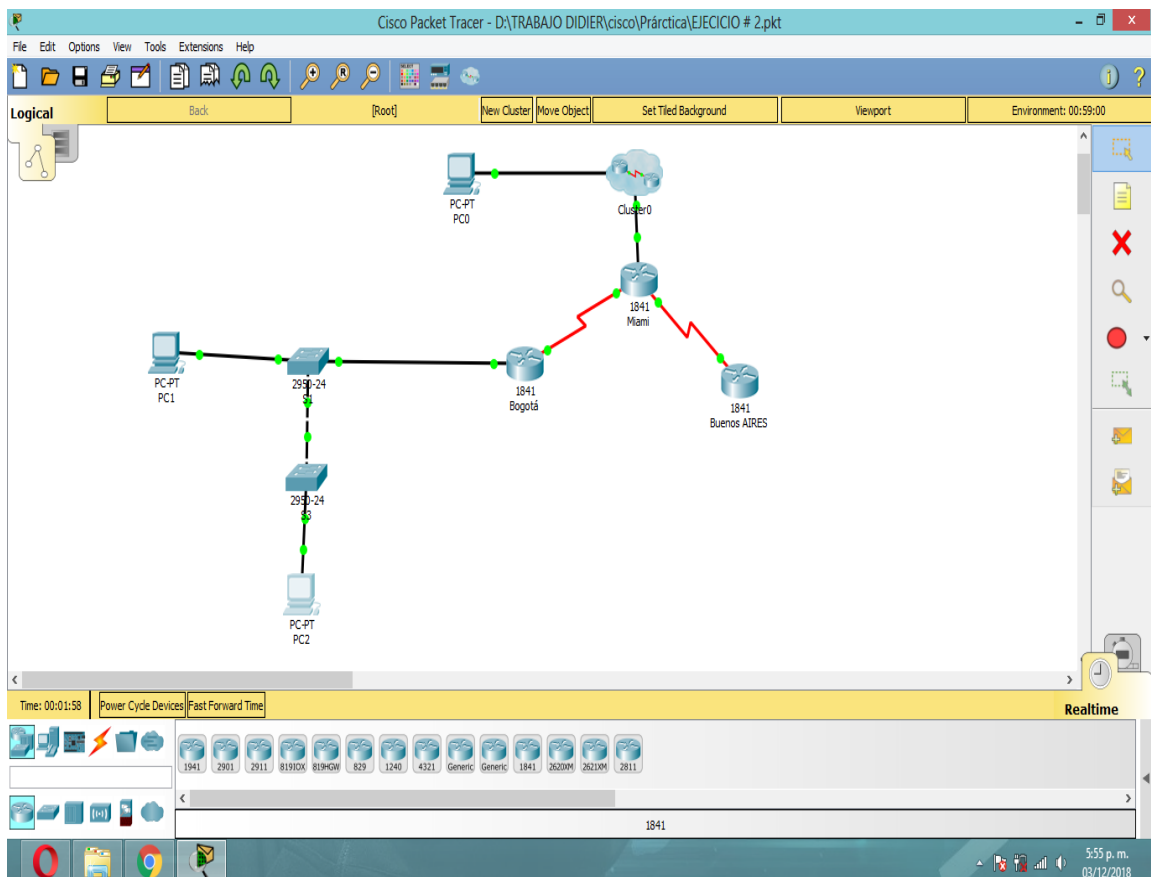 Cisco Packet Tracer - D:\TRABAJO DIDIER\cisco\Prárctica\EJECICIO # 2.pkt
File Edit Options View Tools Extensions Help
Logical Back [Root] New Cluster Move Object Set Tiled Background Viewport Environment: 00:59:00
PC-PT
PC0
Cluster0
1841
Miami
PC-PT
PC1
2950-24
S1
1841
Bogotá
1841
Buenos AIRES
2950-24
S3
PC-PT
PC2
Time: 00:01:58 Power Cycle Devices Fast Forward Time Realtime
1941 2901 2911 819IOX 819HGW 829 1240 4321 Generic Generic 1841 2620XM 2621XM 2811
1841
5:55 p. m.
03/12/2018